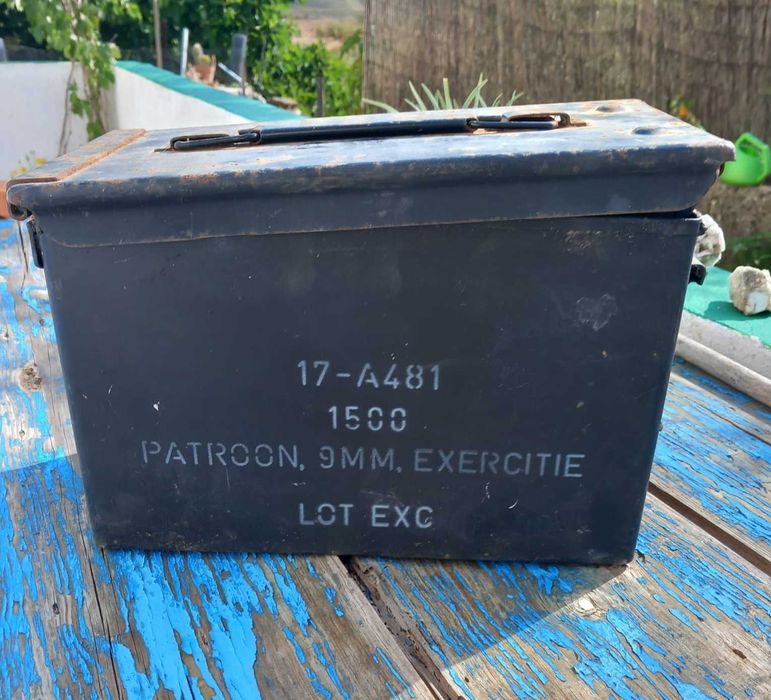 17-A481
1500
PATROON, 9MM, EXERCITIE
LOT EXC